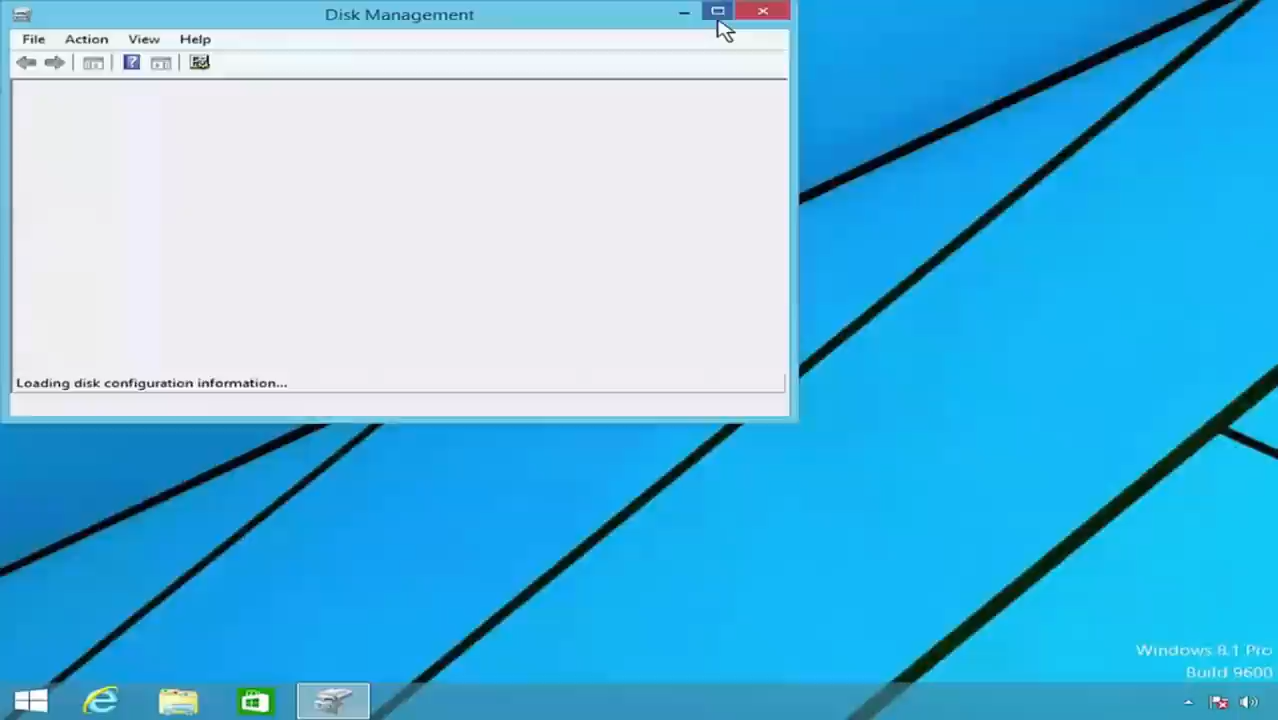 Disk Management
File Action View Help
Loading disk configuration information...
Windows 8.1 Pro
Build 9600